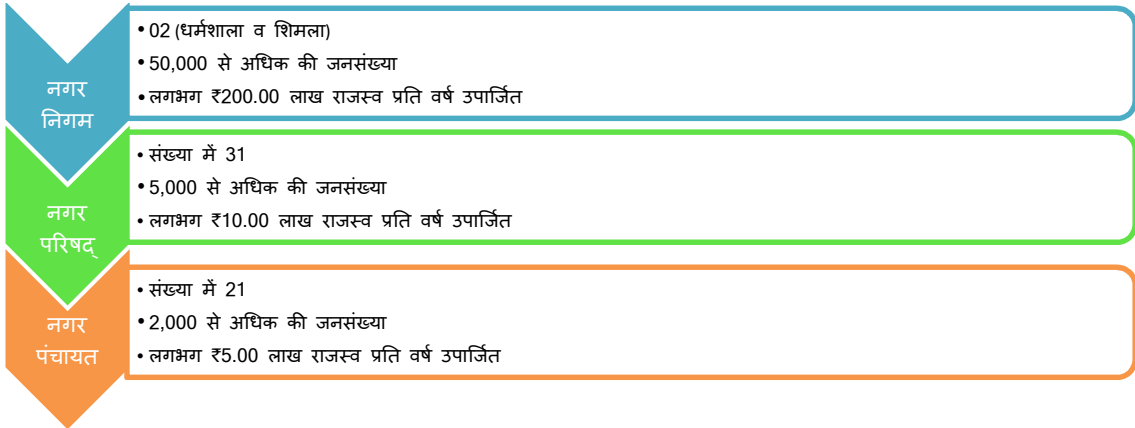 नगर
निगम
• 02 (धर्मशाला व शिमला)
• 50,000 से अधिक की जनसंख्या
• लगभग ₹200.00 लाख राजस्व प्रति वर्ष उपार्जित
नगर
परिषद्
• संख्या में 31
• 5,000 से अधिक की जनसंख्या
• लगभग ₹10.00 लाख राजस्व प्रति वर्ष उपार्जित
नगर
पंचायत
• संख्या में 21
• 2,000 से अधिक की जनसंख्या
• लगभग ₹5.00 लाख राजस्व प्रति वर्ष उपार्जित